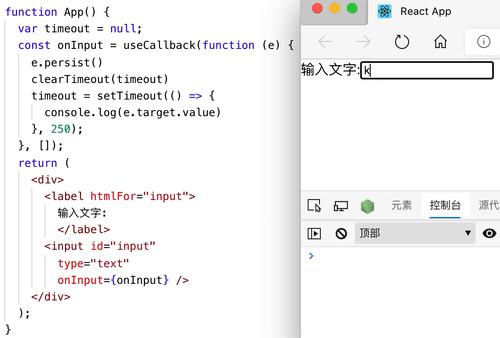 function App() {
  var timeout = null;
  const onInput = useCallback(function (e) {
    e.persist()
    clearTimeout(timeout)
    timeout = setTimeout(() => {
      console.log(e.target.value)
    }, 250);
  }, []);
  return (
    <div>
      <label htmlFor="input">
        输入文字:
        </label>
      <input id="input"
        type="text"
        onInput={onInput} />
    </div>
  );
}
React App
输入文字:k
元素 控制台 源代
顶部